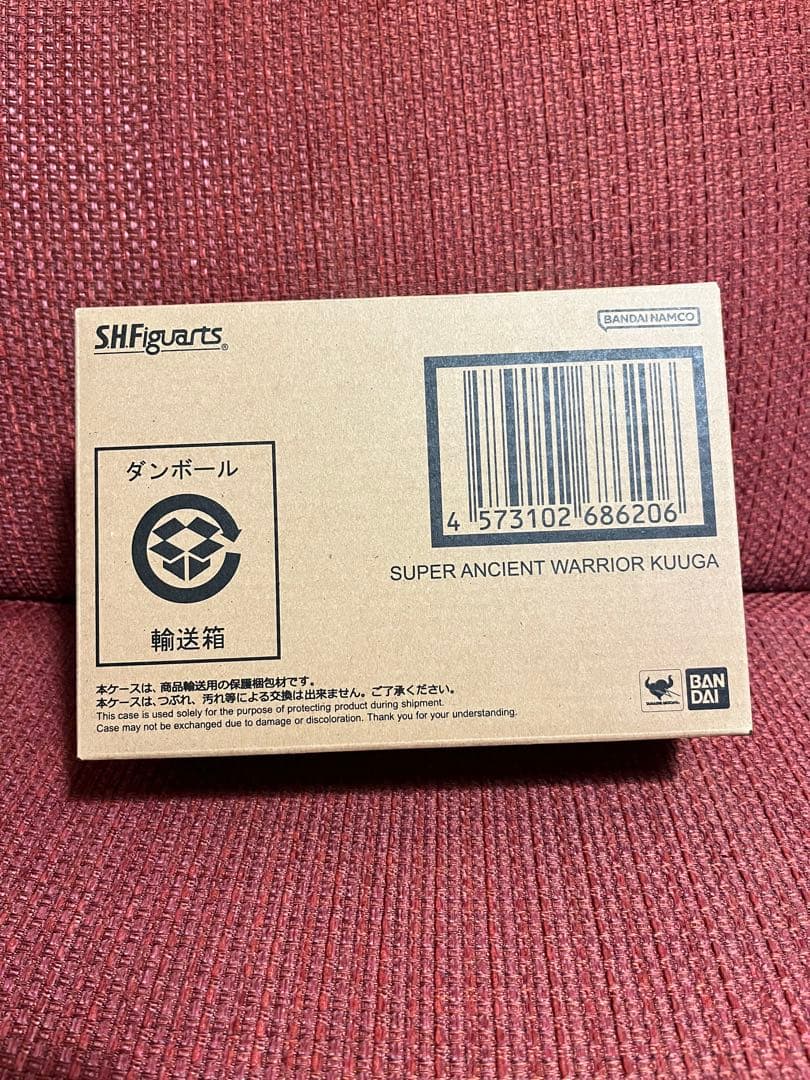 S.H.Figuarts®
BANDAI NAMCO
ダンボール
輸送箱
4 573102 686206
SUPER ANCIENT WARRIOR KUUGA
本ケースは、商品輸送用の保護梱包材です。
本ケースは、つぶれ、汚れ等による交換は出来ません。ご了承ください。
This case is used solely for the purpose of protecting product during shipment.
Case may not be exchanged due to damage or discoloration. Thank you for your understanding.
BAN
DAI